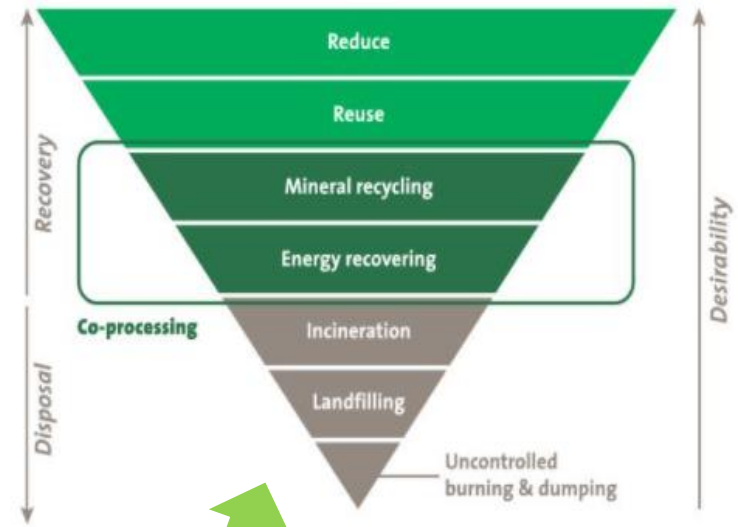 Reduce
Reuse
Recovery
Mineral recycling
Energy recovering
Desirability
Co-processing
Incineration
Disposal
Landfilling
Uncontrolled
burning & dumping